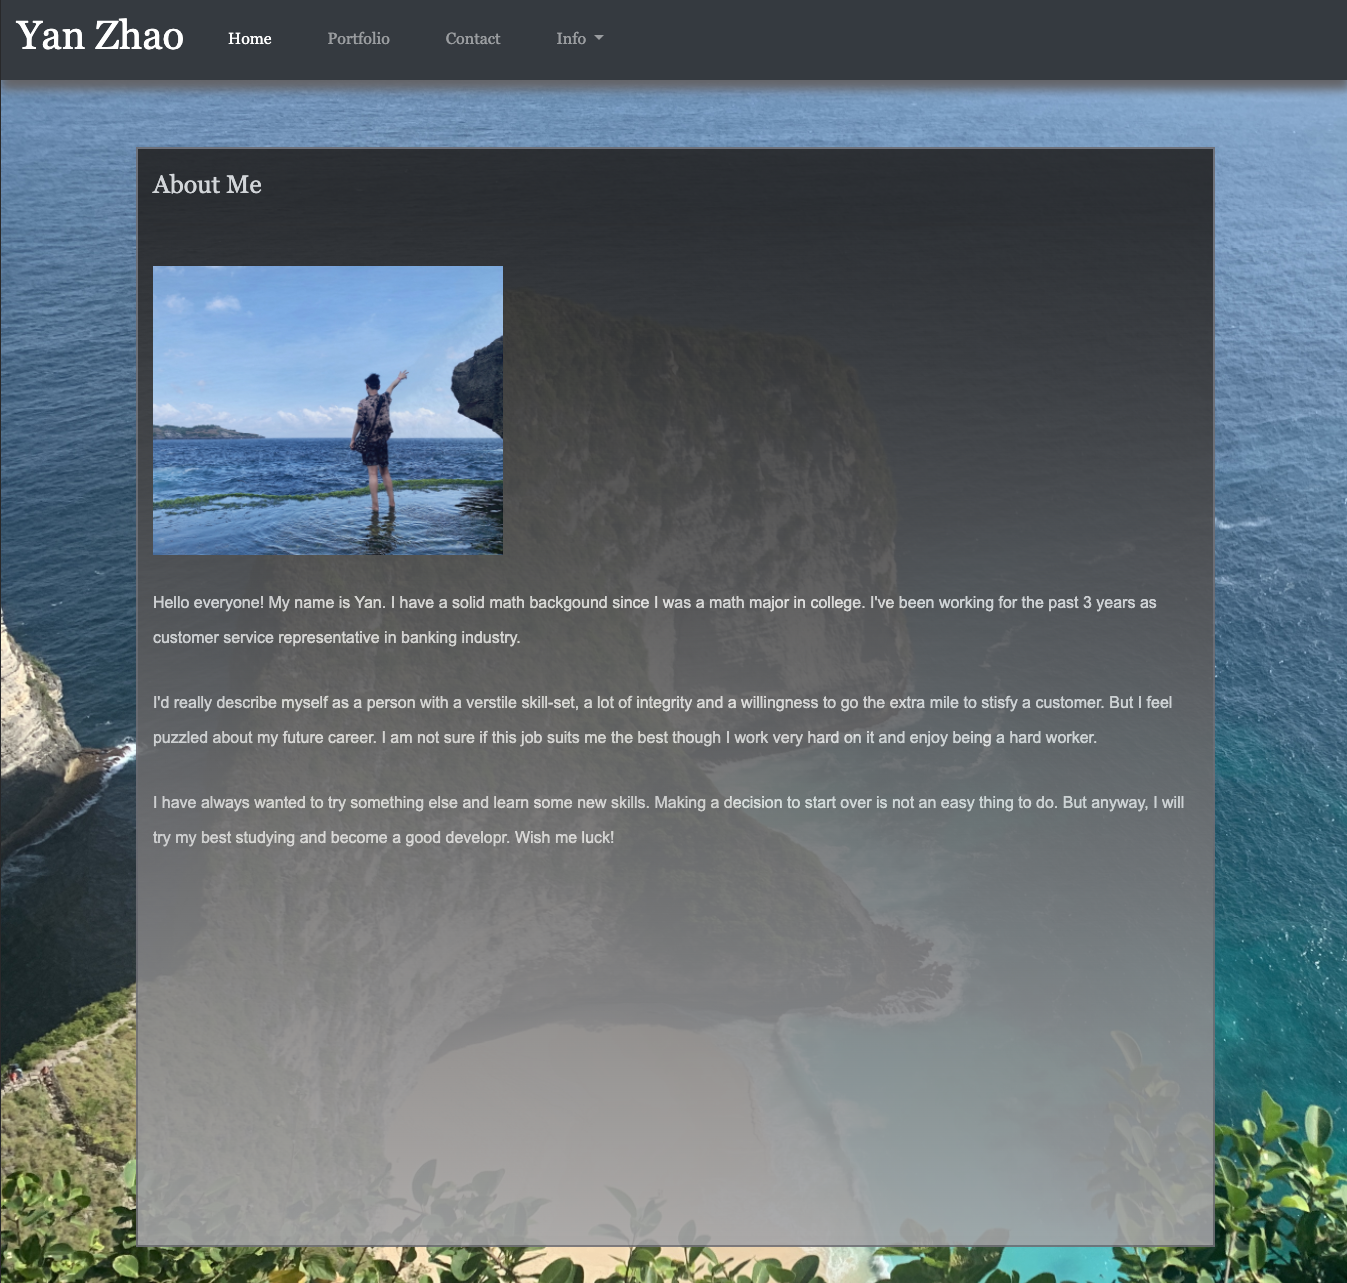 Yan Zhao Home Portfolio Contact Info
About Me
Hello everyone! My name is Yan. I have a solid math backgound since I was a math major in college. I've been working for the past 3 years as
customer service representative in banking industry.
I'd really describe myself as a person with a verstile skill-set, a lot of integrity and a willingness to go the extra mile to stisfy a customer. But I feel
puzzled about my future career. I am not sure if this job suits me the best though I work very hard on it and enjoy being a hard worker.
I have always wanted to try something else and learn some new skills. Making a decision to start over is not an easy thing to do. But anyway, I will
try my best studying and become a good developr. Wish me luck!